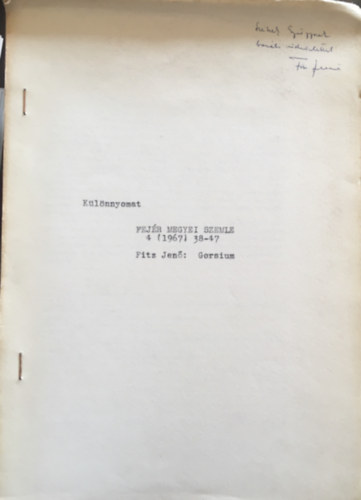 Különnyomat
FEJÉR MEGYEI SZEMLE
4 (1967) 38-47
Fitz Jenő: Gorsium